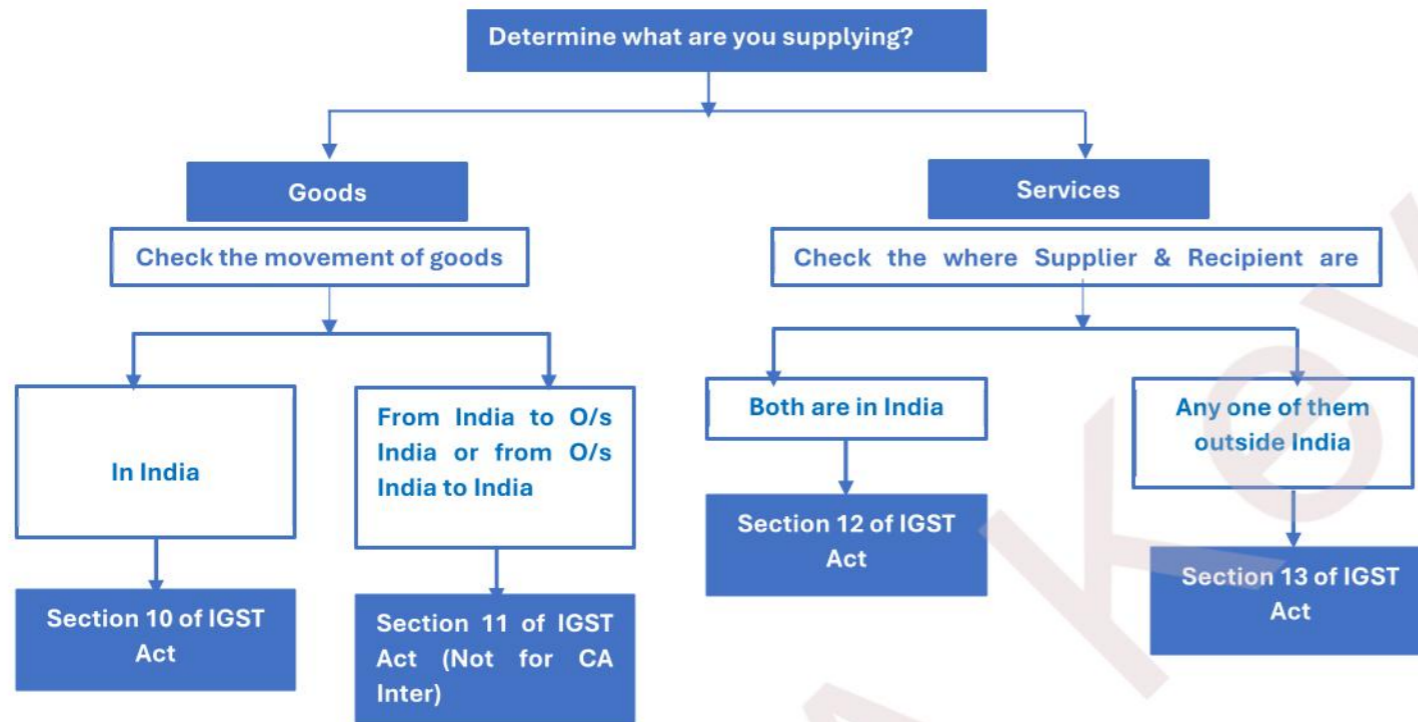 Determine what are you supplying?
Goods
Services
Check the movement of goods
Check the where Supplier & Recipient are
In India
From India to O/s
India or from O/s
India to India
Both are in India
Any one of them
outside India
Section 10 of IGST
Act
Section 11 of IGST
Act (Not for CA
Inter)
Section 12 of IGST
Act
Section 13 of IGST
Act